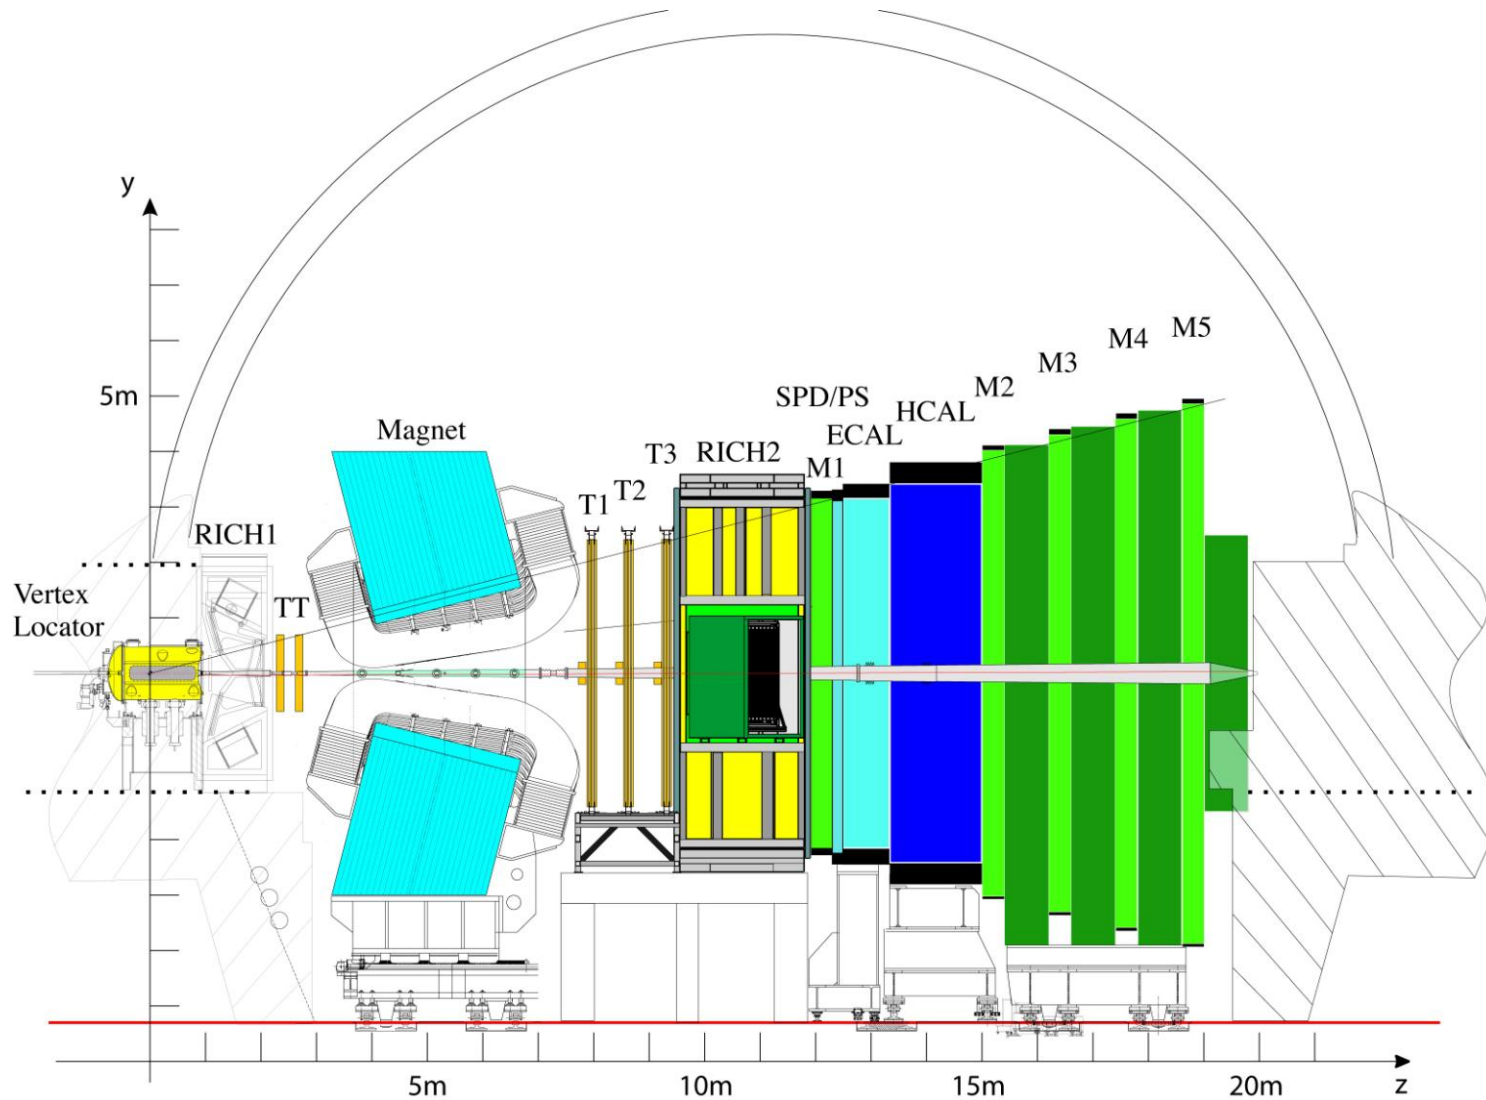 y
5m
Magnet
RICH1
Vertex
Locator
TT
T1
T2
T3
RICH2
M1
SPD/PS
ECAL
HCAL
M2
M3
M4
M5
5m
10m
15m
20m
z